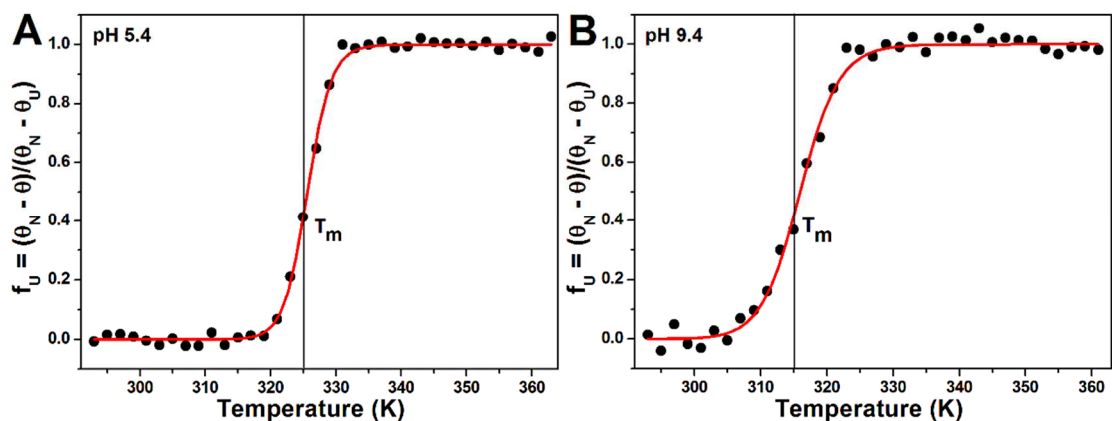 A
pH 5.4
f_U = (θ_N - θ)/(θ_N - θ_U)
1.0
0.8
0.6
0.4
0.2
0.0
T_m
300 310 320 330 340 350 360
Temperature (K)
B
pH 9.4
f_U = (θ_N - θ)/(θ_N - θ_U)
1.0
0.8
0.6
0.4
0.2
0.0
T_m
300 310 320 330 340 350 360
Temperature (K)